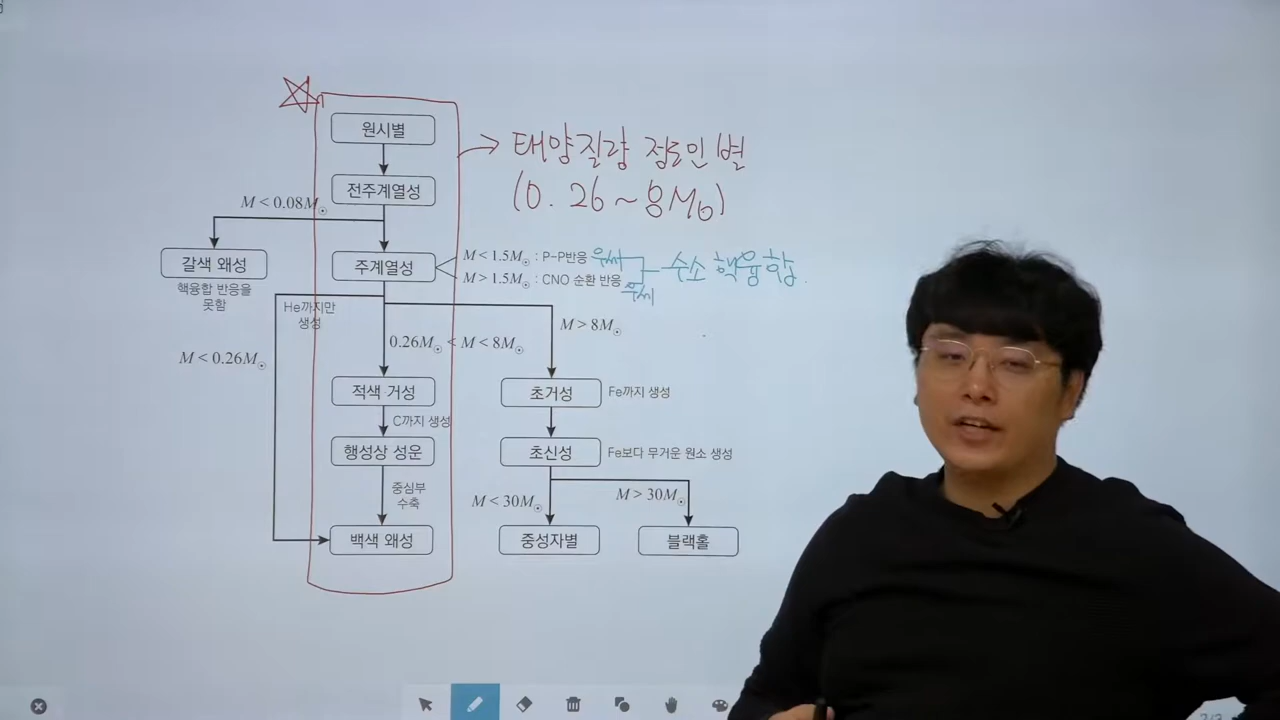 원시별
태양질량 정도인 별
(0.26~8M⊙)
전주계열성
M < 0.08M⊙
갈색 왜성
핵융합 반응을
못함
주계열성
M < 1.5M⊙ : P-P반응 우세
M > 1.5M⊙ : CNO 순환 반응 우세
수소 핵융합
He까지만
생성
M > 8M⊙
0.26M⊙ < M < 8M⊙
M < 0.26M⊙
적색 거성
초거성
Fe까지 생성
C까지 생성
행성상 성운
초신성
Fe보다 무거운 원소 생성
중심부
수축
M < 30M⊙
M > 30M⊙
백색 왜성
중성자별
블랙홀